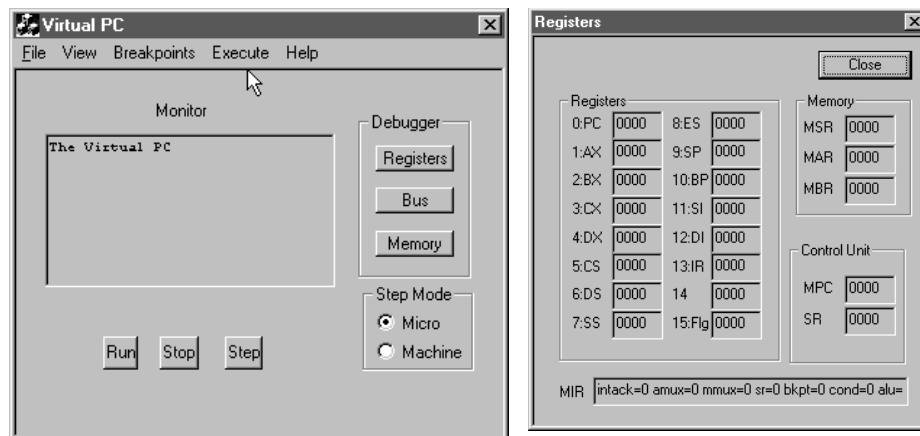 Virtual PC
File View Breakpoints Execute Help
Monitor
The Virtual PC
Debugger
Registers
Bus
Memory
Step Mode
Micro
Machine
Run Stop Step
Registers
Close
Registers
0:PC 0000 8:ES 0000
1:AX 0000 9:SP 0000
2:BX 0000 10:BP 0000
3:CX 0000 11:SI 0000
4:DX 0000 12:DI 0000
5:CS 0000 13:IR 0000
6:DS 0000 14 0000
7:SS 0000 15:Flg 0000
Memory
MSR 0000
MAR 0000
MBR 0000
Control Unit
MPC 0000
SR 0000
MIR intack=0 amux=0 mmux=0 sr=0 bkpt=0 cond=0 alu=